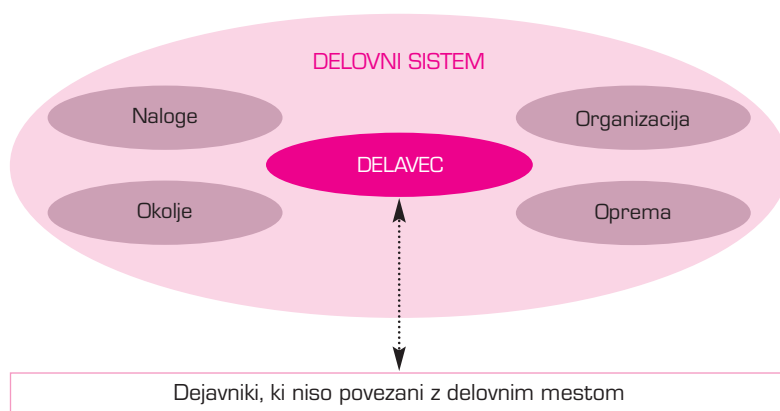 DELOVNI SISTEM
Naloge
Organizacija
DELAVEC
Okolje
Oprema
Dejavniki, ki niso povezani z delovnim mestom